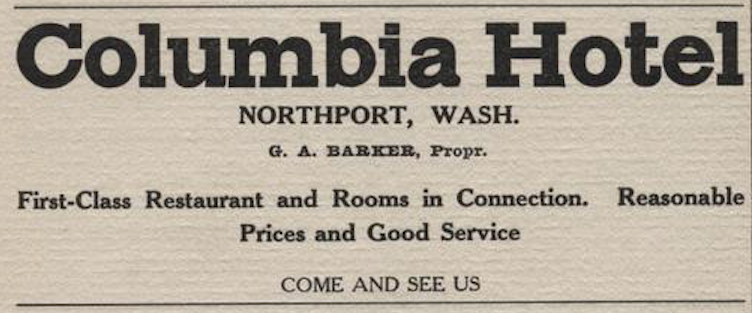 Columbia Hotel
NORTHPORT, WASH.
G. A. BARKER, Propr.
First-Class Restaurant and Rooms in Connection. Reasonable
Prices and Good Service
COME AND SEE US